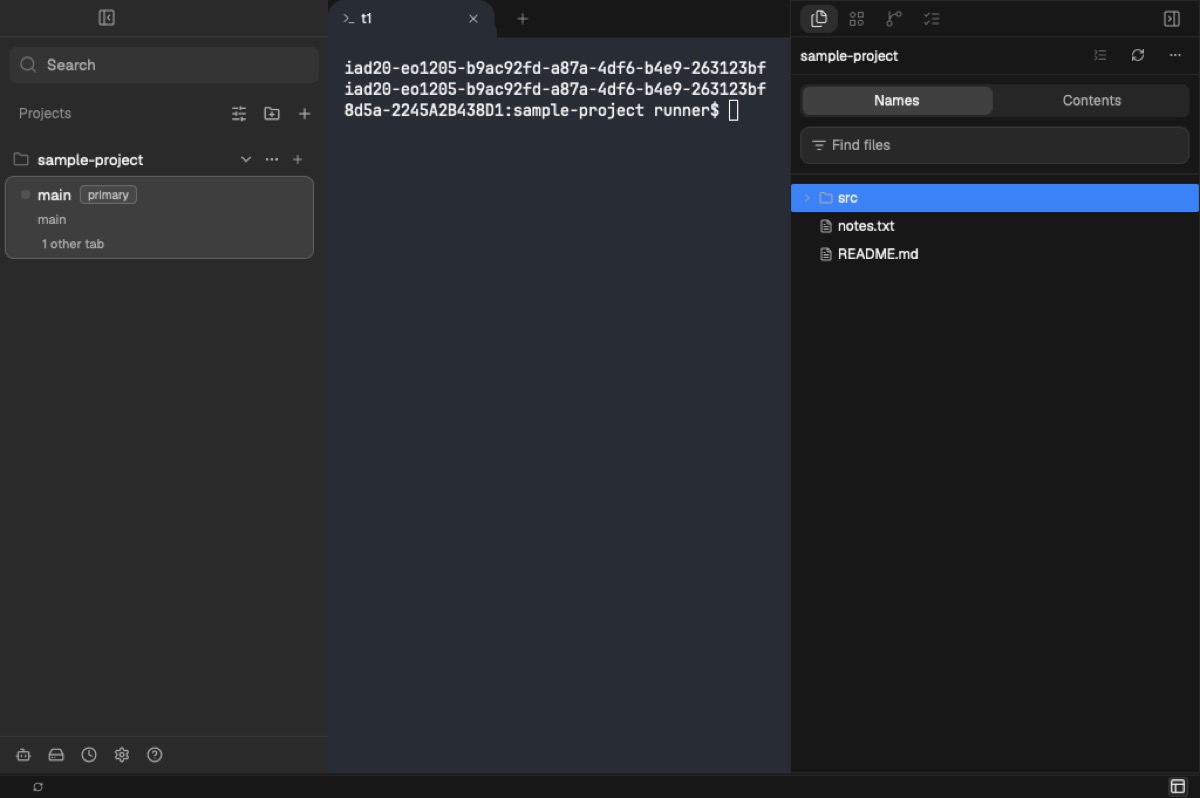 t1
Search
Projects
sample-project
main primary
main
1 other tab
iad20-eo1205-b9ac92fd-a87a-4df6-b4e9-263123bf
iad20-eo1205-b9ac92fd-a87a-4df6-b4e9-263123bf
8d5a-2245A2B438D1:sample-project runner$
sample-project
Names Contents
Find files
src
notes.txt
README.md